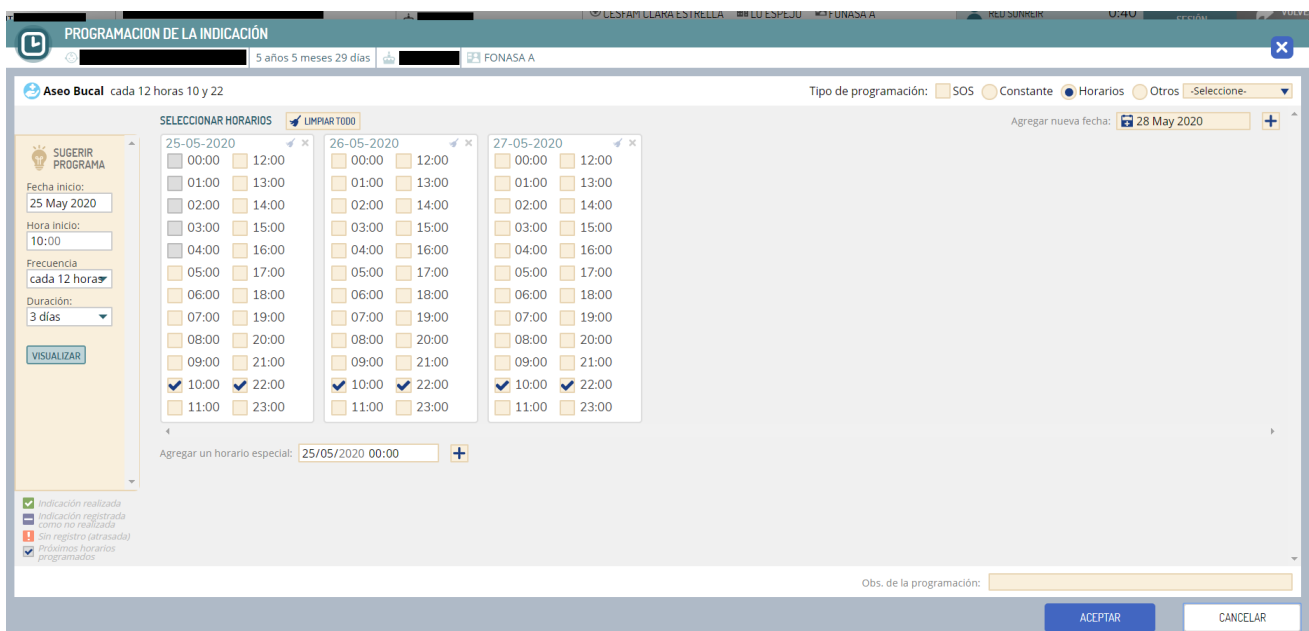 CESFAM CLARA ESTRELLA LO ESPEJO FONASA A RED SONREIR 0:40
PROGRAMACION DE LA INDICACIÓN
5 años 5 meses 29 días FONASA A
Aseo Bucal cada 12 horas 10 y 22 Tipo de programación: SOS Constante Horarios Otros -Seleccione-
SELECCIONAR HORARIOS LIMPIAR TODO Agregar nueva fecha: 28 May 2020
SUGERIR
PROGRAMA
Fecha inicio:
25 May 2020
Hora inicio:
10:00
Frecuencia
cada 12 horas
Duración:
3 días
VISUALIZAR
25-05-2020 26-05-2020 27-05-2020
00:00 12:00 00:00 12:00 00:00 12:00
01:00 13:00 01:00 13:00 01:00 13:00
02:00 14:00 02:00 14:00 02:00 14:00
03:00 15:00 03:00 15:00 03:00 15:00
04:00 16:00 04:00 16:00 04:00 16:00
05:00 17:00 05:00 17:00 05:00 17:00
06:00 18:00 06:00 18:00 06:00 18:00
07:00 19:00 07:00 19:00 07:00 19:00
08:00 20:00 08:00 20:00 08:00 20:00
09:00 21:00 09:00 21:00 09:00 21:00
10:00 22:00 10:00 22:00 10:00 22:00
11:00 23:00 11:00 23:00 11:00 23:00
Agregar un horario especial: 25/05/2020 00:00
Indicación realizada
Indicación registrada
como no realizada
Sin registro (atrasada)
Próximos horarios
programados
Obs. de la programación:
ACEPTAR CANCELAR